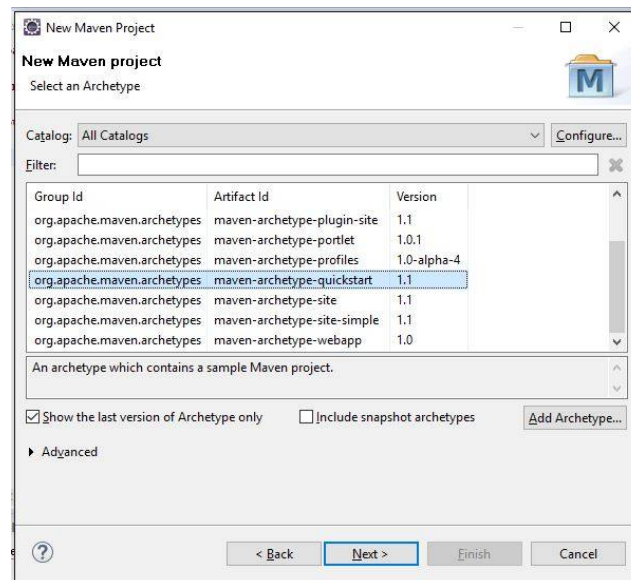 New Maven Project
New Maven project
Select an Archetype
M
Catalog: All Catalogs Configure...
Filter:
Group Id Artifact Id Version
org.apache.maven.archetypes maven-archetype-plugin-site 1.1
org.apache.maven.archetypes maven-archetype-portlet 1.0.1
org.apache.maven.archetypes maven-archetype-profiles 1.0-alpha-4
org.apache.maven.archetypes maven-archetype-quickstart 1.1
org.apache.maven.archetypes maven-archetype-site 1.1
org.apache.maven.archetypes maven-archetype-site-simple 1.1
org.apache.maven.archetypes maven-archetype-webapp 1.0
An archetype which contains a sample Maven project.
Show the last version of Archetype only Include snapshot archetypes Add Archetype...
Advanced
? < Back Next > Finish Cancel